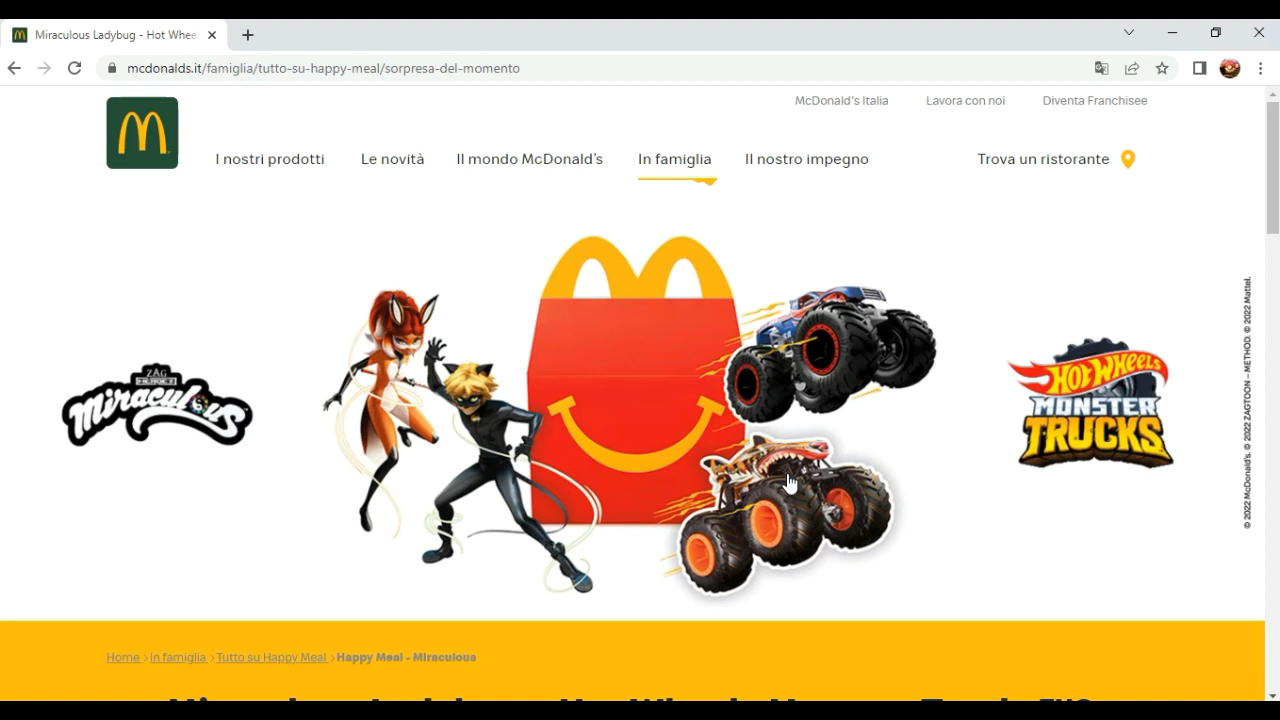 Miraculous Ladybug - Hot Whee
mcdonalds.it/famiglia/tutto-su-happy-meal/sorpresa-del-momento
McDonald's Italia
Lavora con noi
Diventa Franchisee
I nostri prodotti
Le novità
Il mondo McDonald's
In famiglia
Il nostro impegno
Trova un ristorante
ZAG
HEROEZ
Miraculous
Hot Wheels
MONSTER
TRUCKS
© 2022 McDonald's. © 2022 ZAGTOON – METHOD. © 2022 Mattel.
Home > In famiglia > Tutto su Happy Meal > Happy Meal - Miraculous